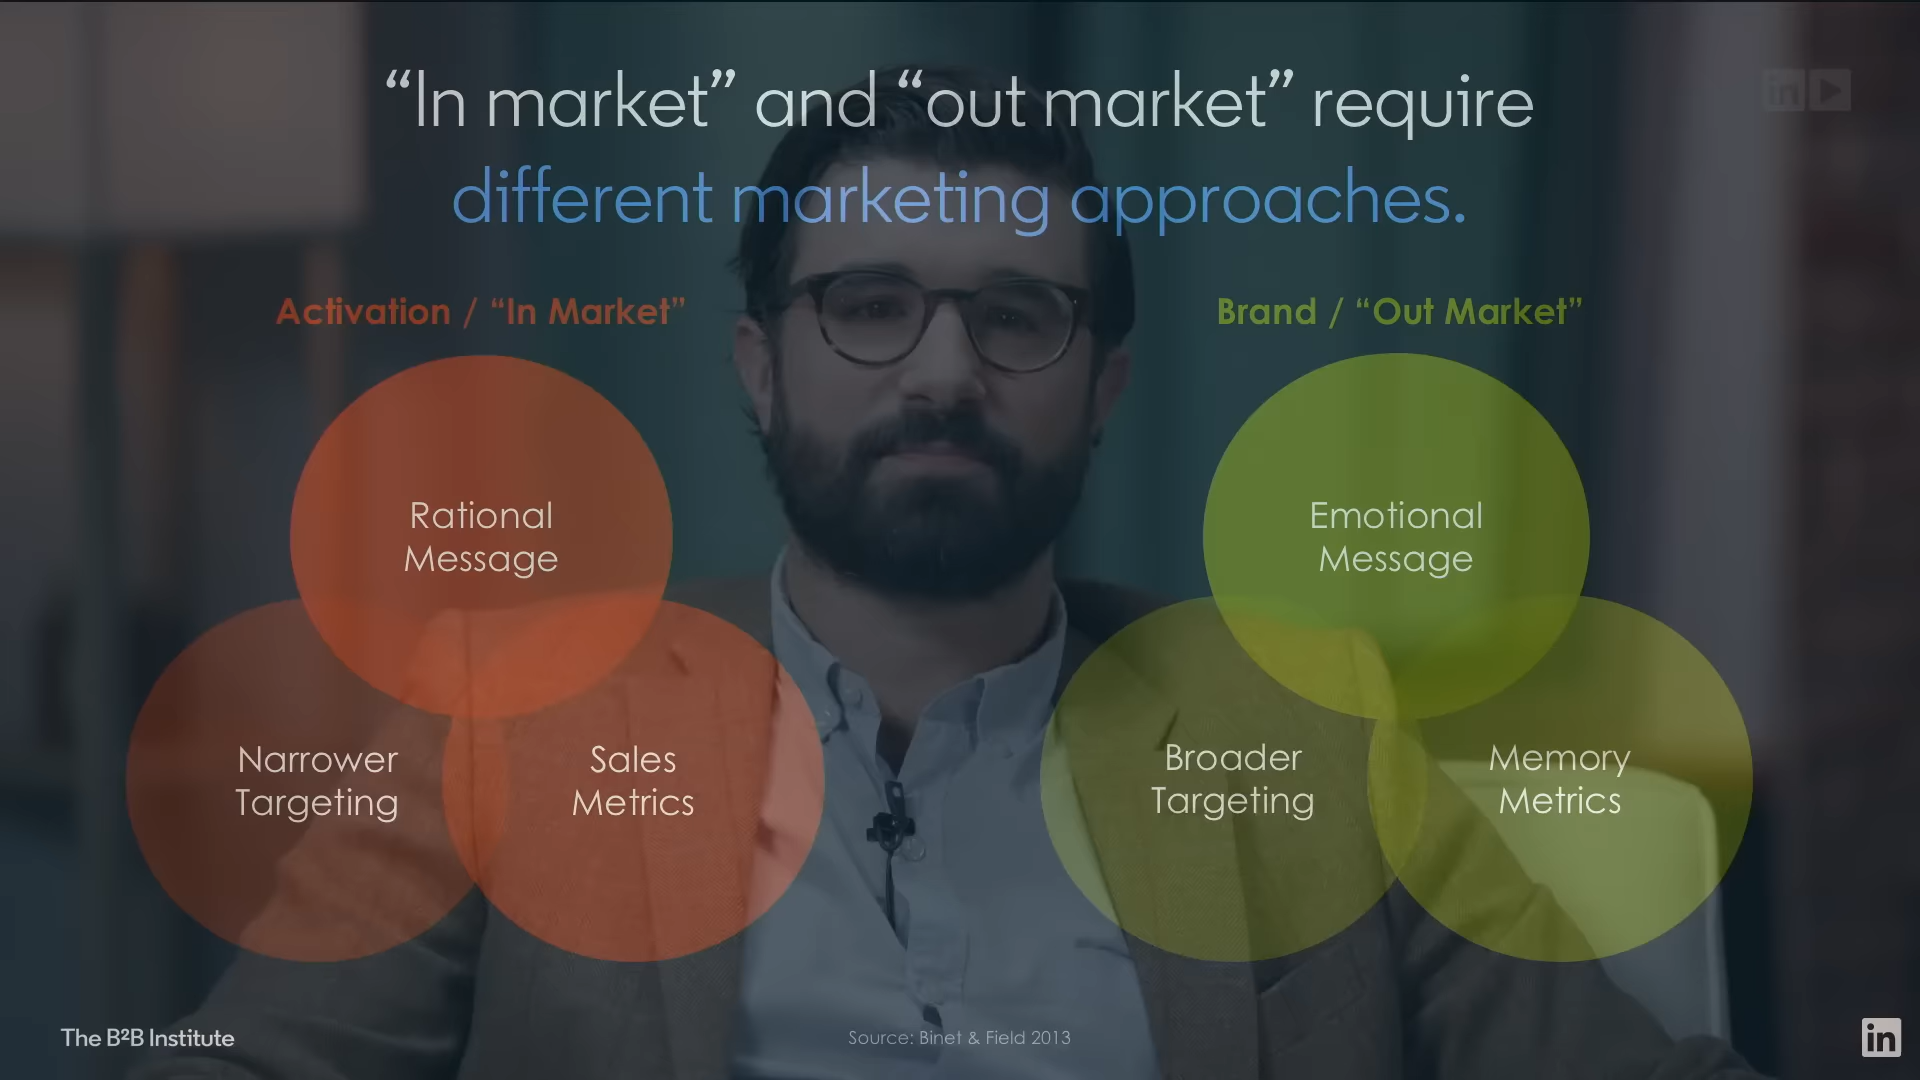 “In market” and “out market” require
different marketing approaches.
Activation / “In Market”
Rational
Message
Narrower
Targeting
Sales
Metrics
Brand / “Out Market”
Emotional
Message
Broader
Targeting
Memory
Metrics
The B²B Institute
Source: Binet & Field 2013
in
in